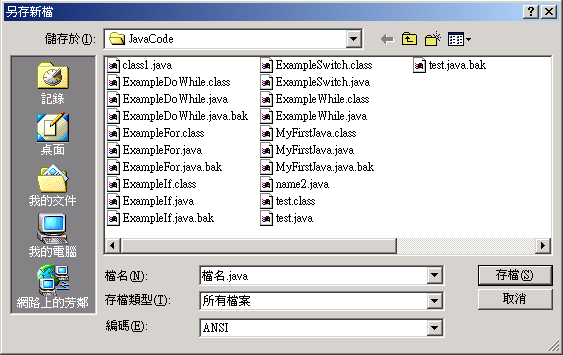 另存新檔
儲存於(I):
JavaCode
記錄
桌面
我的文件
我的電腦
網路上的芳鄰
class1.java
ExampleDoWhile.class
ExampleDoWhile.java
ExampleDoWhile.java.bak
ExampleFor.class
ExampleFor.java
ExampleFor.java.bak
ExampleIf.class
ExampleIf.java
ExampleIf.java.bak
ExampleSwitch.class
ExampleSwitch.java
ExampleWhile.class
ExampleWhile.java
MyFirstJava.class
MyFirstJava.java
MyFirstJava.java.bak
name2.java
test.class
test.java
test.java.bak
檔名(N):
檔名.java
存檔(S)
存檔類型(T):
所有檔案
取消
編碼(E):
ANSI